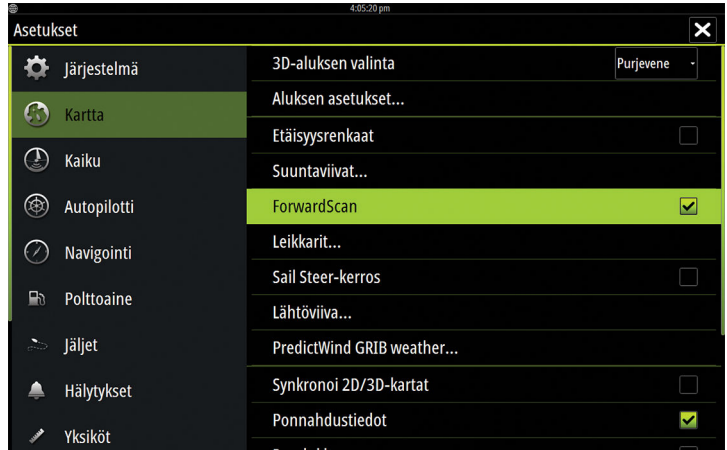 4:05:20 pm
Asetukset
Järjestelmä
Kartta
Kaiku
Autopilotti
Navigointi
Polttoaine
Jäljet
Hälytykset
Yksiköt
3D-aluksen valinta
Purjevene
Aluksen asetukset...
Etäisyysrenkaat
Suuntaviivat...
ForwardScan
Leikkarit...
Sail Steer-kerros
Lähtöviiva...
PredictWind GRIB weather...
Synkronoi 2D/3D-kartat
Ponnahdustiedot